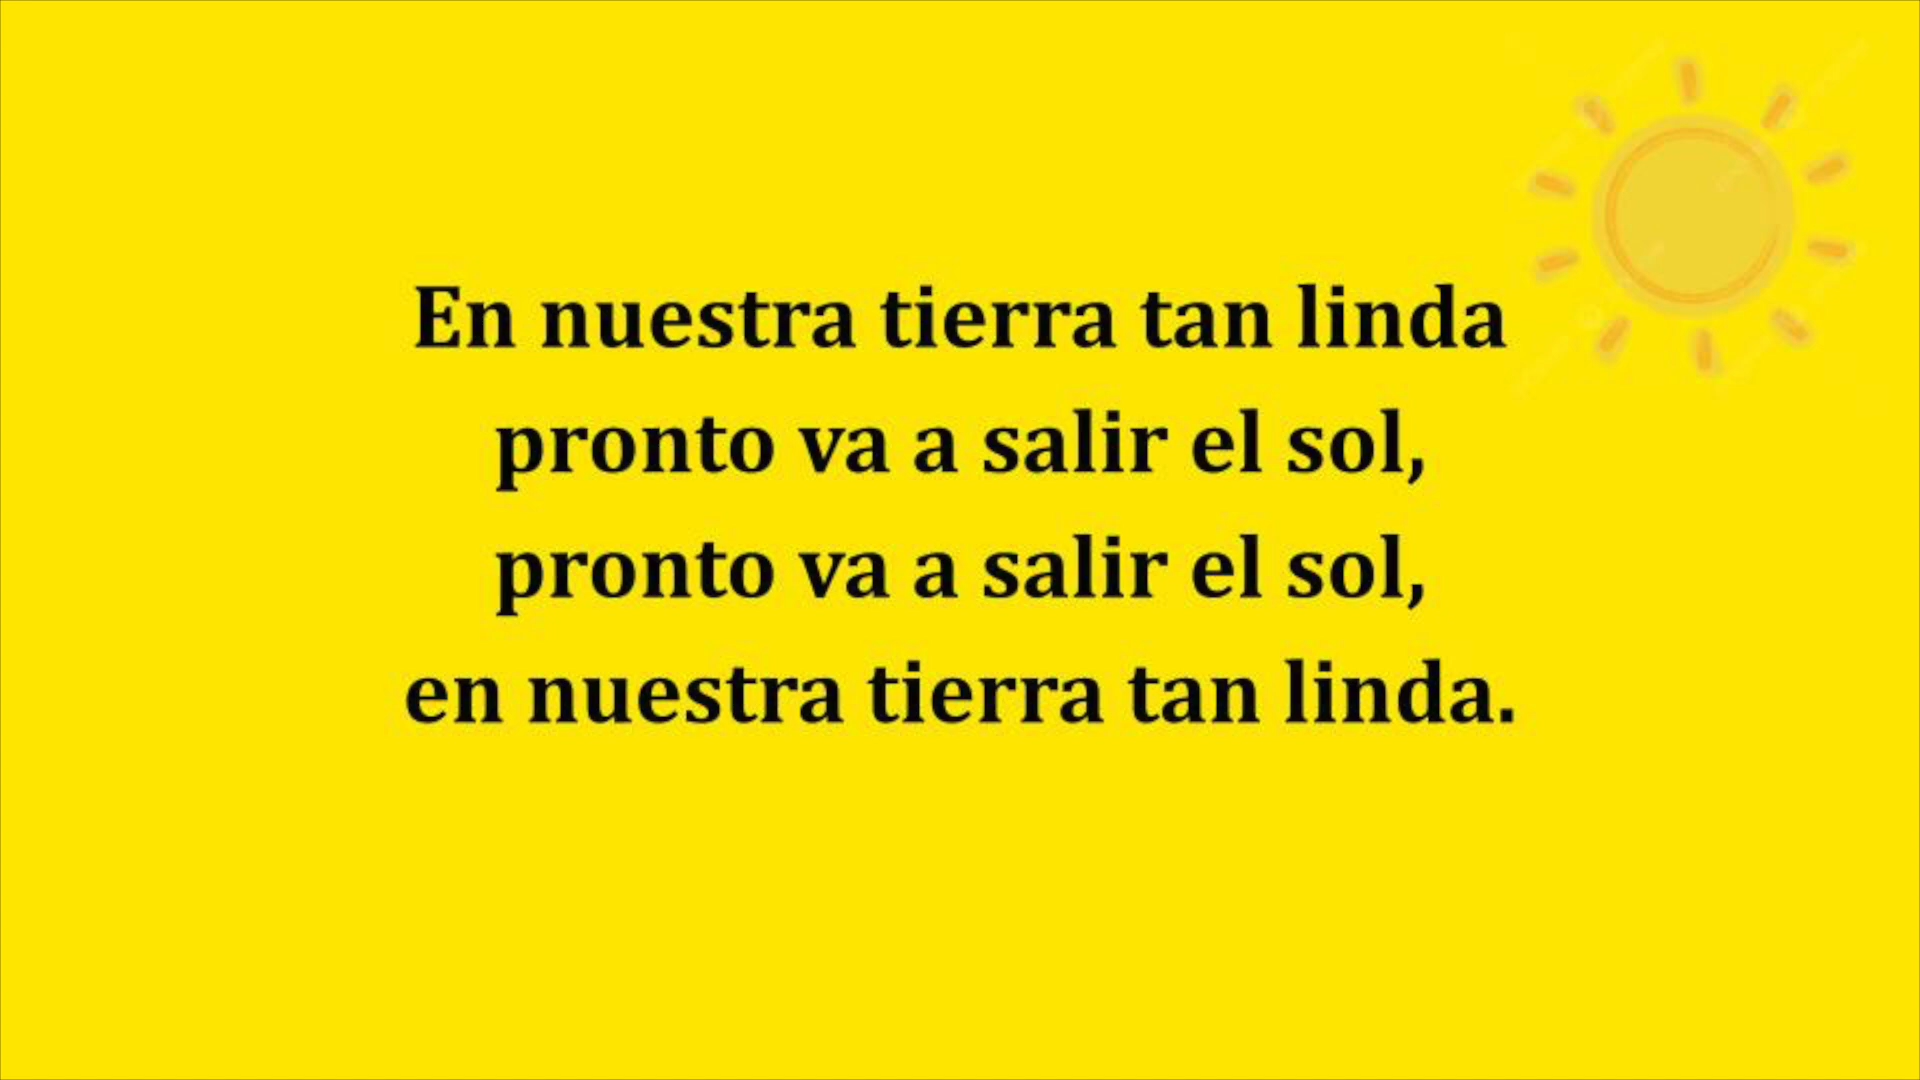 En nuestra tierra tan linda
pronto va a salir el sol,
pronto va a salir el sol,
en nuestra tierra tan linda.